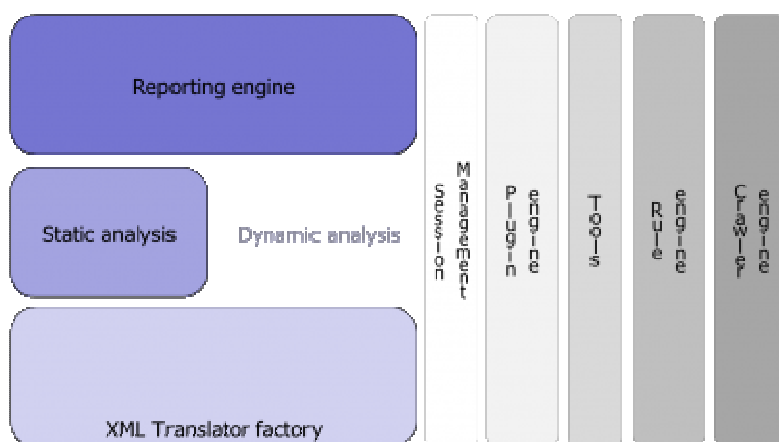 Reporting engine
Static analysis
Dynamic analysis
XML Translator factory
Session
Management
Plugin
engine
Tools
Rule
engine
Crawler
engine